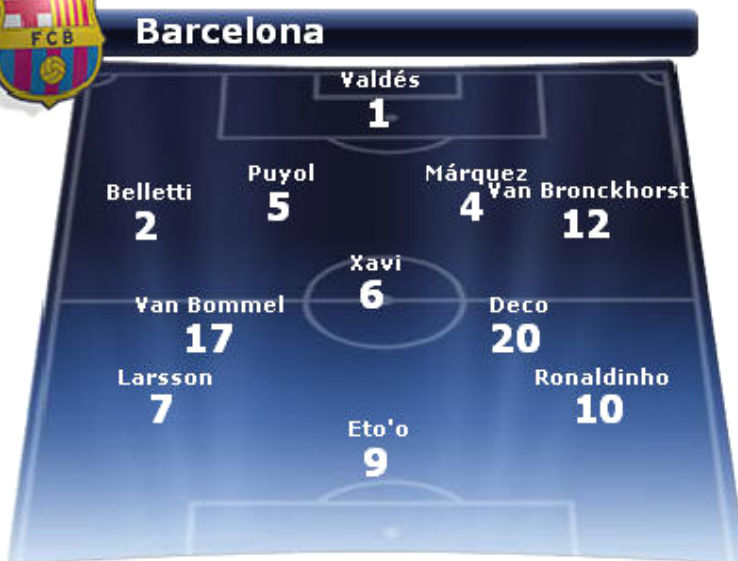 FCB
Barcelona
Valdés
1
Puyol
5
Márquez
4
Belletti
2
Van Bronckhorst
12
Xavi
6
Van Bommel
17
Deco
20
Larsson
7
Ronaldinho
10
Eto'o
9